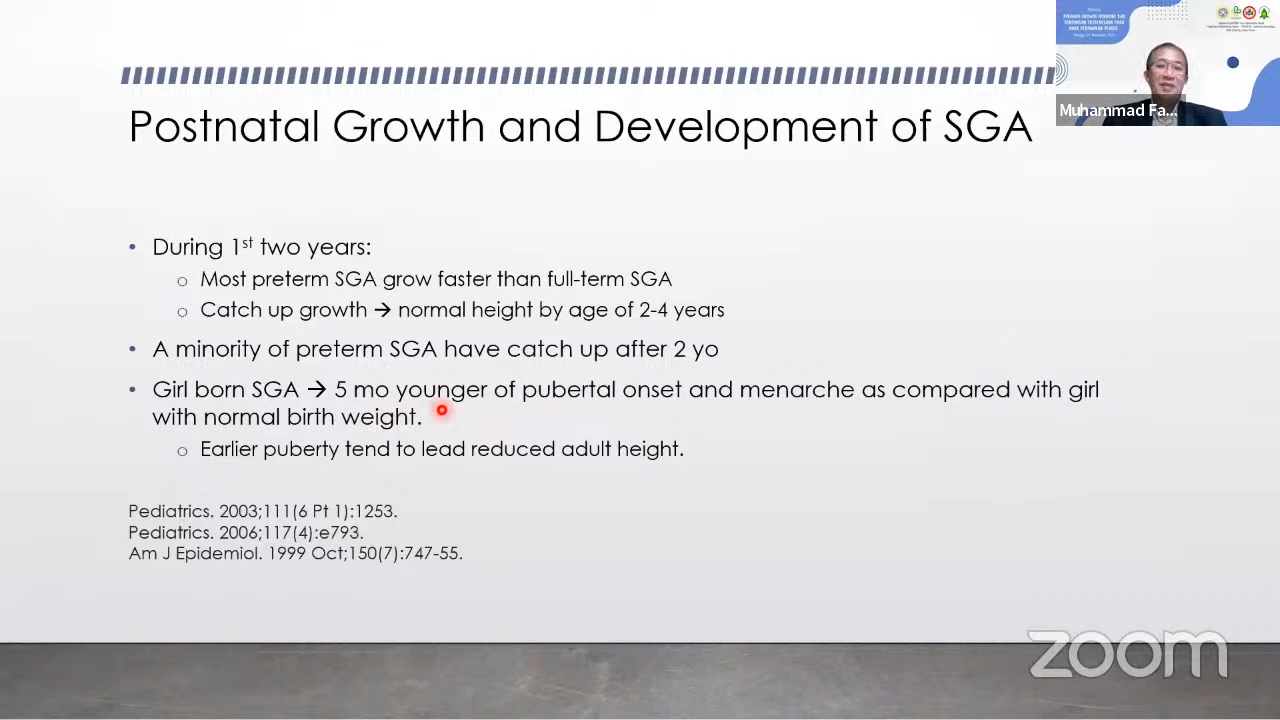 PERANAN GROWTH HORMONE DAN
Muhammad Fa...
Postnatal Growth and Development of SGA
• During 1st two years:
o Most preterm SGA grow faster than full-term SGA
o Catch up growth → normal height by age of 2-4 years
• A minority of preterm SGA have catch up after 2 yo
• Girl born SGA → 5 mo younger of pubertal onset and menarche as compared with girl
with normal birth weight.
o Earlier puberty tend to lead reduced adult height.
Pediatrics. 2003;111(6 Pt 1):1253.
Pediatrics. 2006;117(4):e793.
Am J Epidemiol. 1999 Oct;150(7):747-55.
zoom